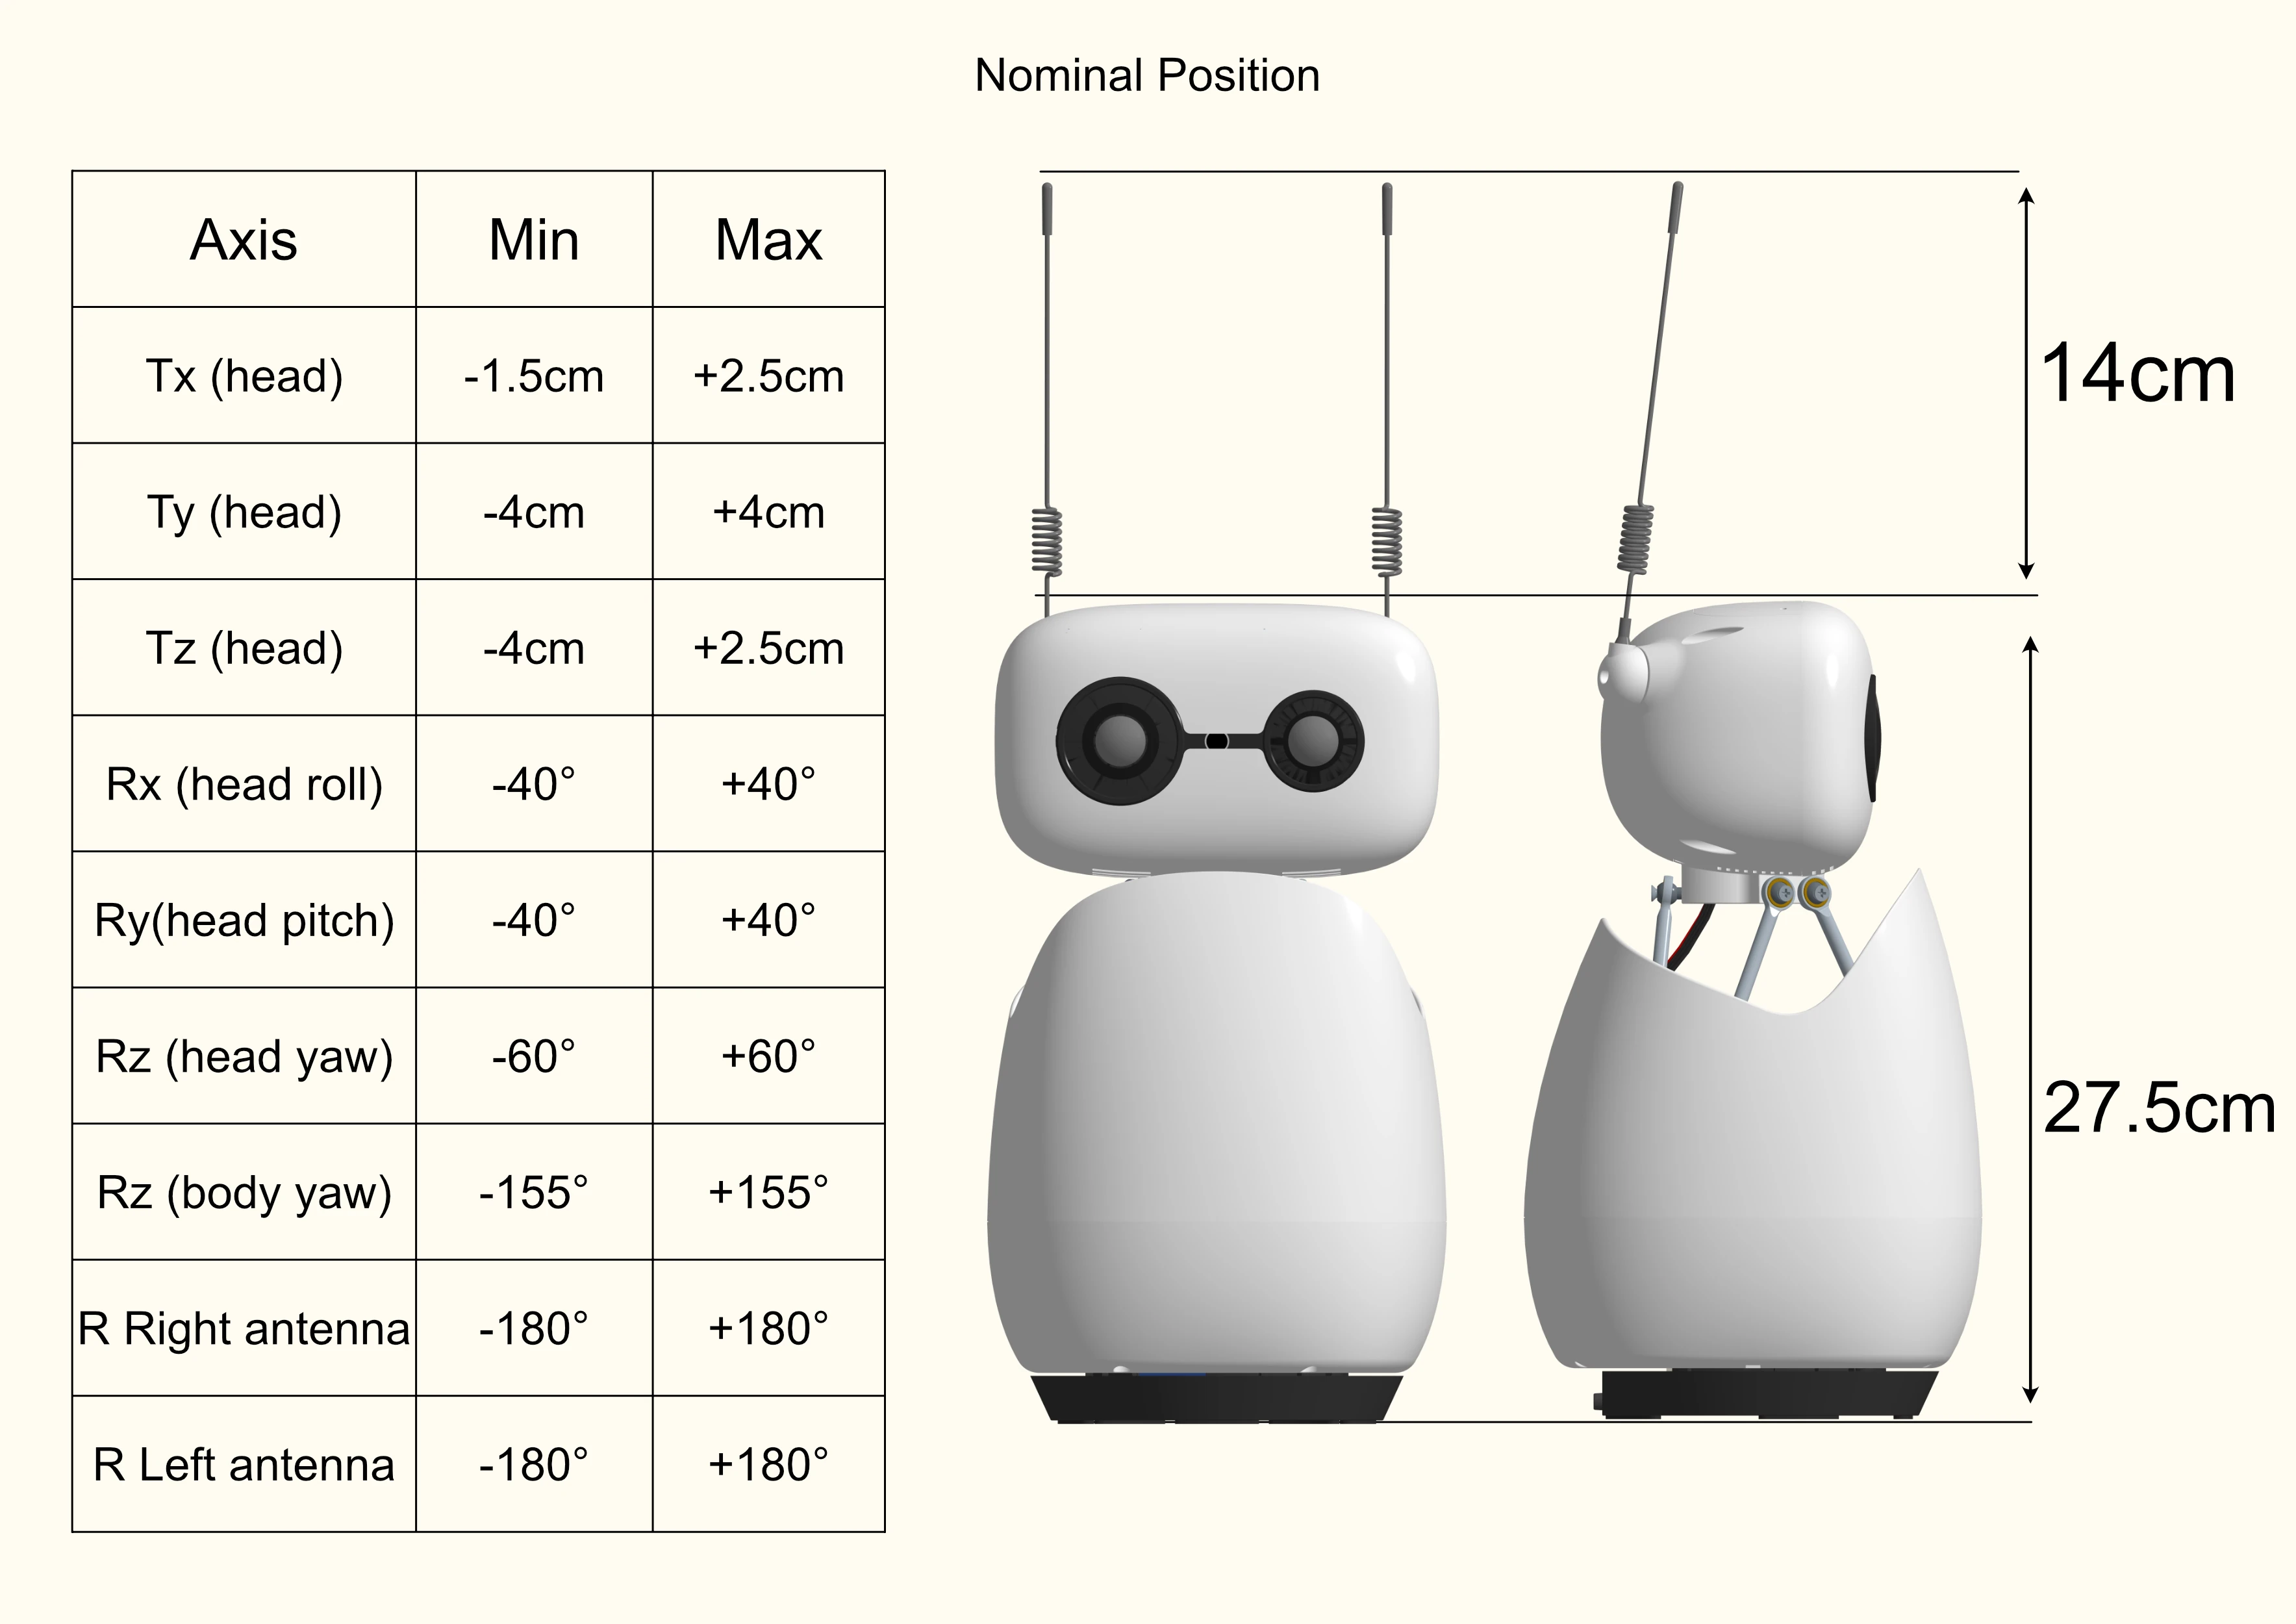 Nominal Position
Axis Min Max
Tx (head) -1.5cm +2.5cm
Ty (head) -4cm +4cm
Tz (head) -4cm +2.5cm
Rx (head roll) -40° +40°
Ry(head pitch) -40° +40°
Rz (head yaw) -60° +60°
Rz (body yaw) -155° +155°
R Right antenna -180° +180°
R Left antenna -180° +180°
14cm
27.5cm